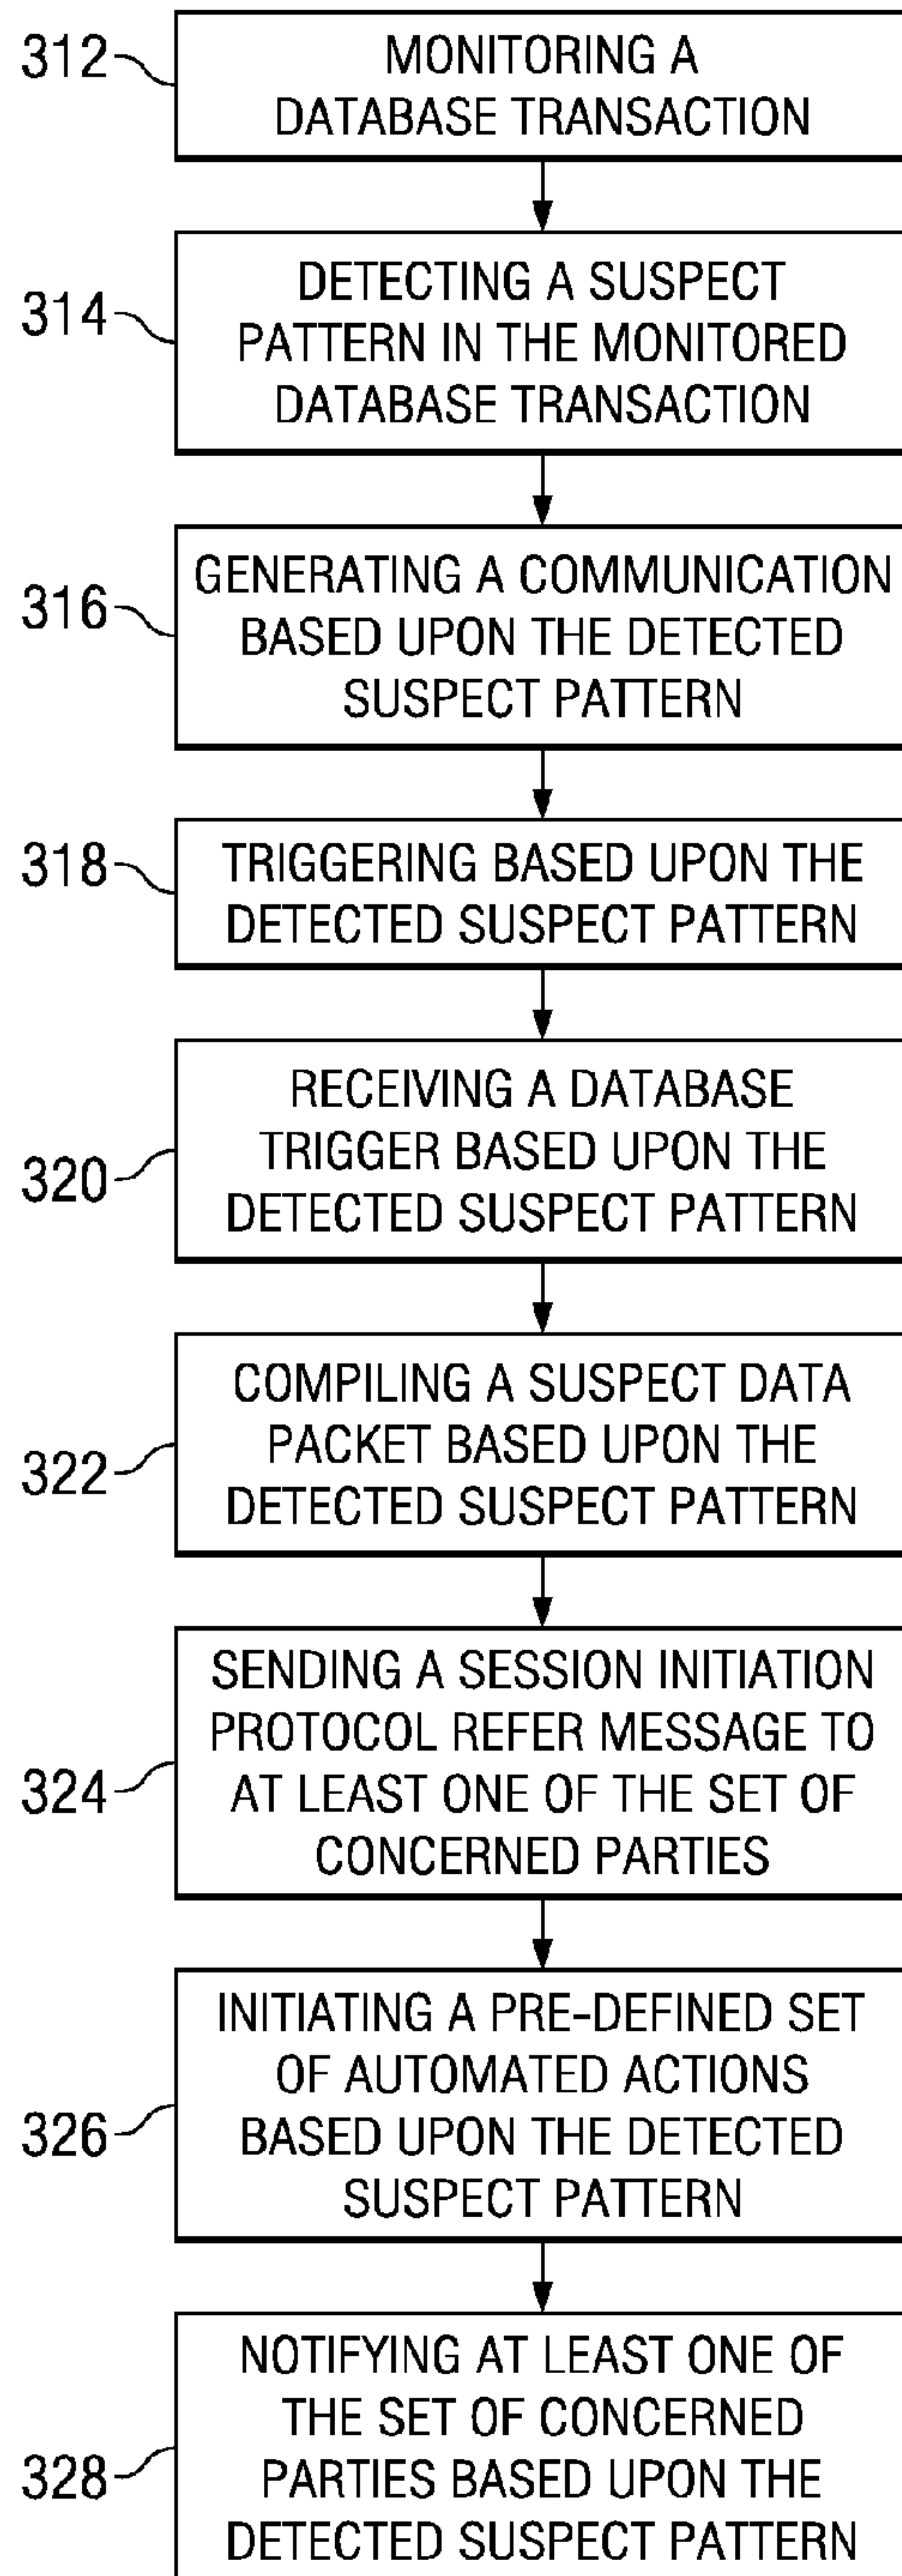 312
MONITORING A
DATABASE TRANSACTION
314
DETECTING A SUSPECT
PATTERN IN THE MONITORED
DATABASE TRANSACTION
316
GENERATING A COMMUNICATION
BASED UPON THE DETECTED
SUSPECT PATTERN
318
TRIGGERING BASED UPON THE
DETECTED SUSPECT PATTERN
320
RECEIVING A DATABASE
TRIGGER BASED UPON THE
DETECTED SUSPECT PATTERN
322
COMPILING A SUSPECT DATA
PACKET BASED UPON THE
DETECTED SUSPECT PATTERN
324
SENDING A SESSION INITIATION
PROTOCOL REFER MESSAGE TO
AT LEAST ONE OF THE SET OF
CONCERNED PARTIES
326
INITIATING A PRE-DEFINED SET
OF AUTOMATED ACTIONS
BASED UPON THE DETECTED
SUSPECT PATTERN
328
NOTIFYING AT LEAST ONE OF
THE SET OF CONCERNED
PARTIES BASED UPON THE
DETECTED SUSPECT PATTERN